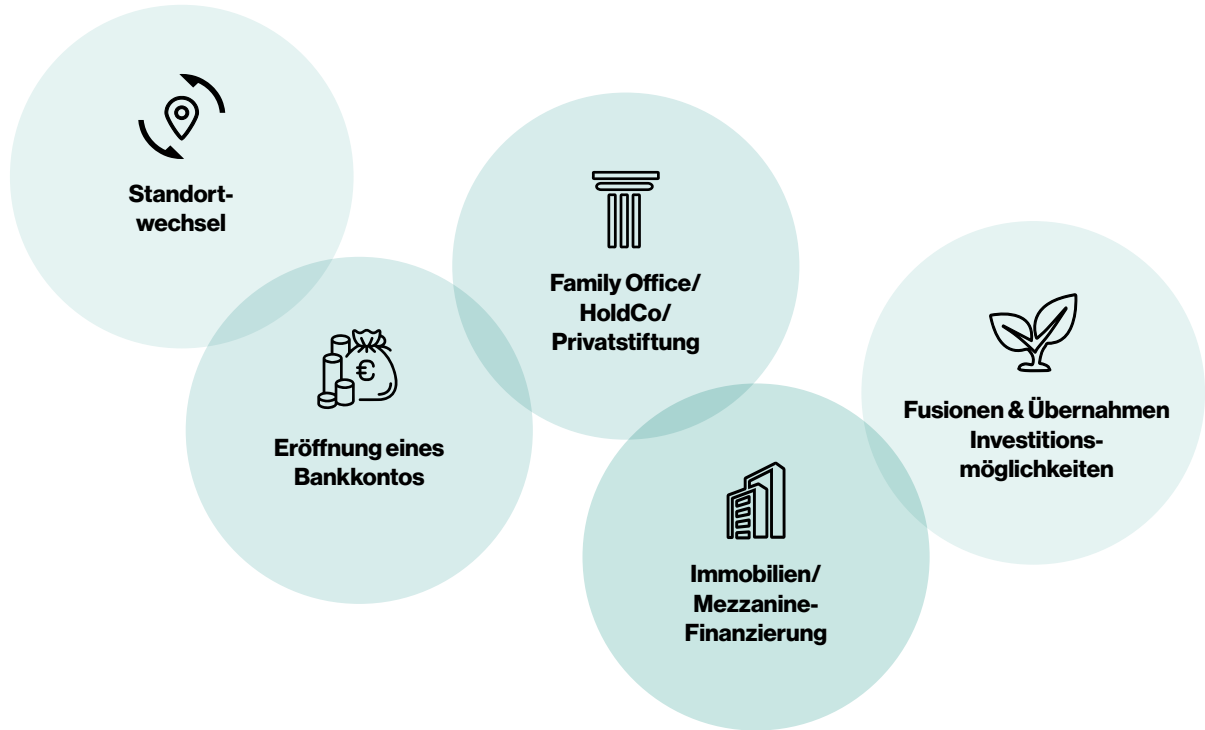 Standort-
wechsel
Eröffnung eines
Bankkontos
€
Family Office/
HoldCo/
Privatstiftung
Immobilien/
Mezzanine-
Finanzierung
Fusionen & Übernahmen
Investitions-
möglichkeiten